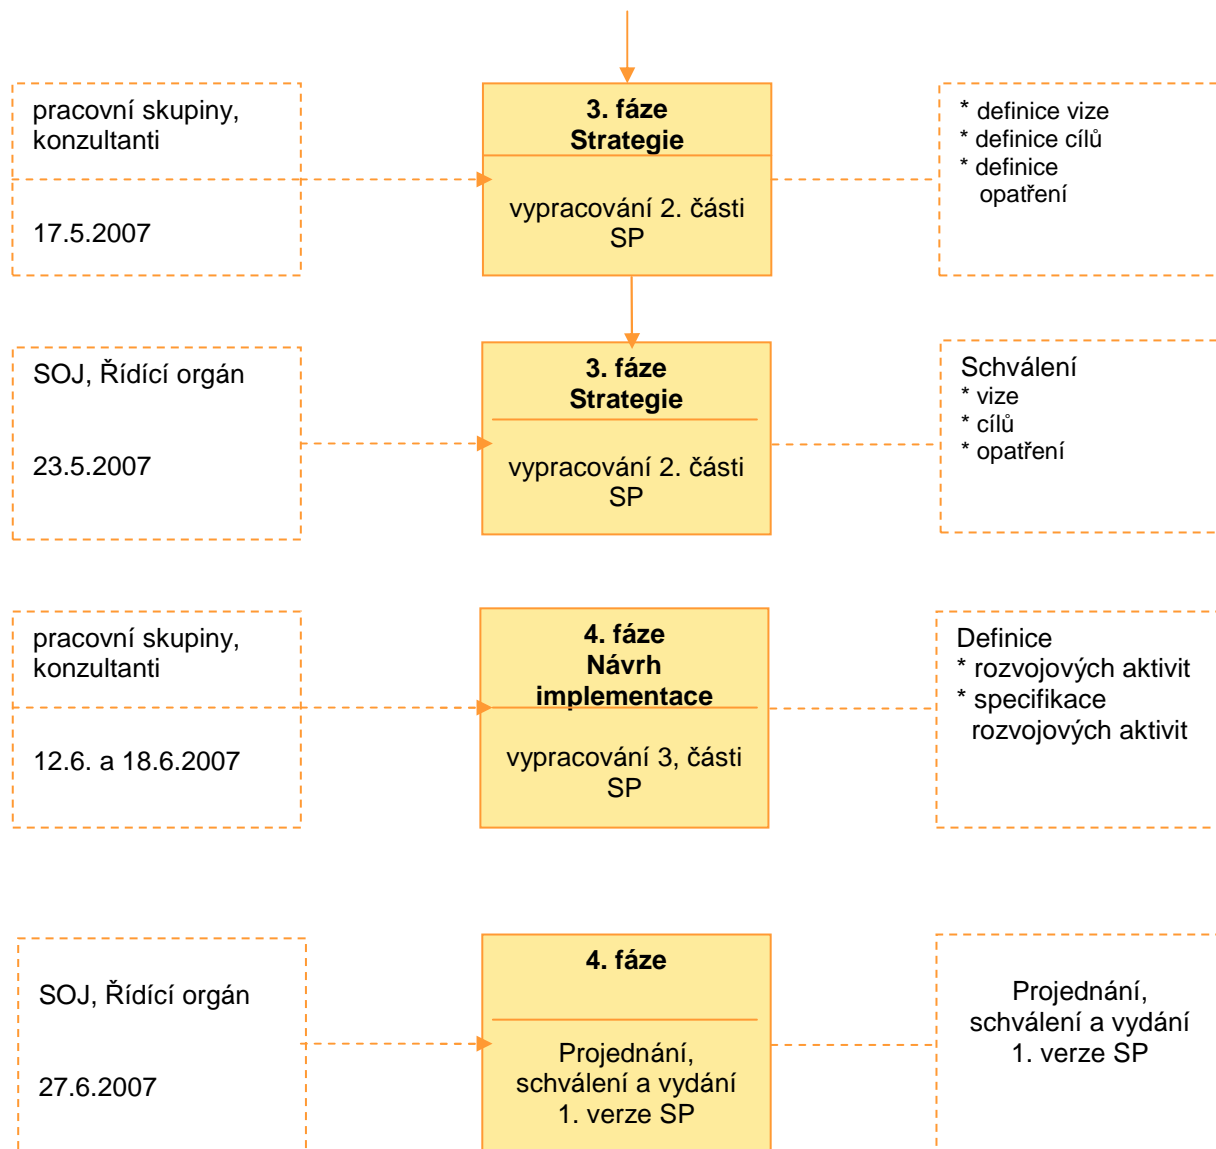 pracovní skupiny,
konzultanti
17.5.2007
3. fáze
Strategie
vypracování 2. části
SP
* definice vize
* definice cílů
* definice
opatření
SOJ, Řídící orgán
23.5.2007
3. fáze
Strategie
vypracování 2. části
SP
Schválení
* vize
* cílů
* opatření
pracovní skupiny,
konzultanti
12.6. a 18.6.2007
4. fáze
Návrh
implementace
vypracování 3, části
SP
Definice
* rozvojových aktivit
* specifikace
rozvojových aktivit
SOJ, Řídící orgán
27.6.2007
4. fáze
Projednání,
schválení a vydání
1. verze SP
Projednání,
schválení a vydání
1. verze SP